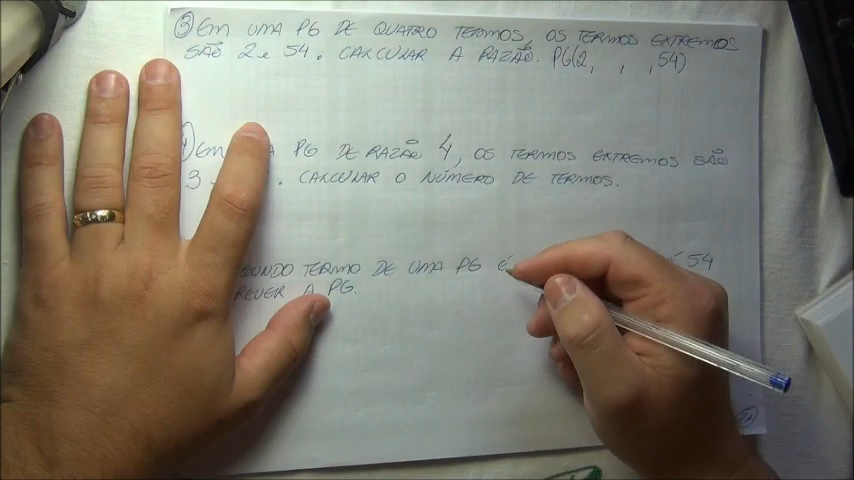 ③ EM UMA PG DE QUATRO TERMOS, OS TERMOS EXTREMOS
SÃO 2 e 54. CALCULAR A RAZÃO. PG(2, , , 54)
EM PG DE RAZÃO 4, OS TERMOS EXTREMOS SÃO
3 . CALCULAR O NÚMERO DE TERMOS.
TERMO DE UMA PG É É 54
A PG.